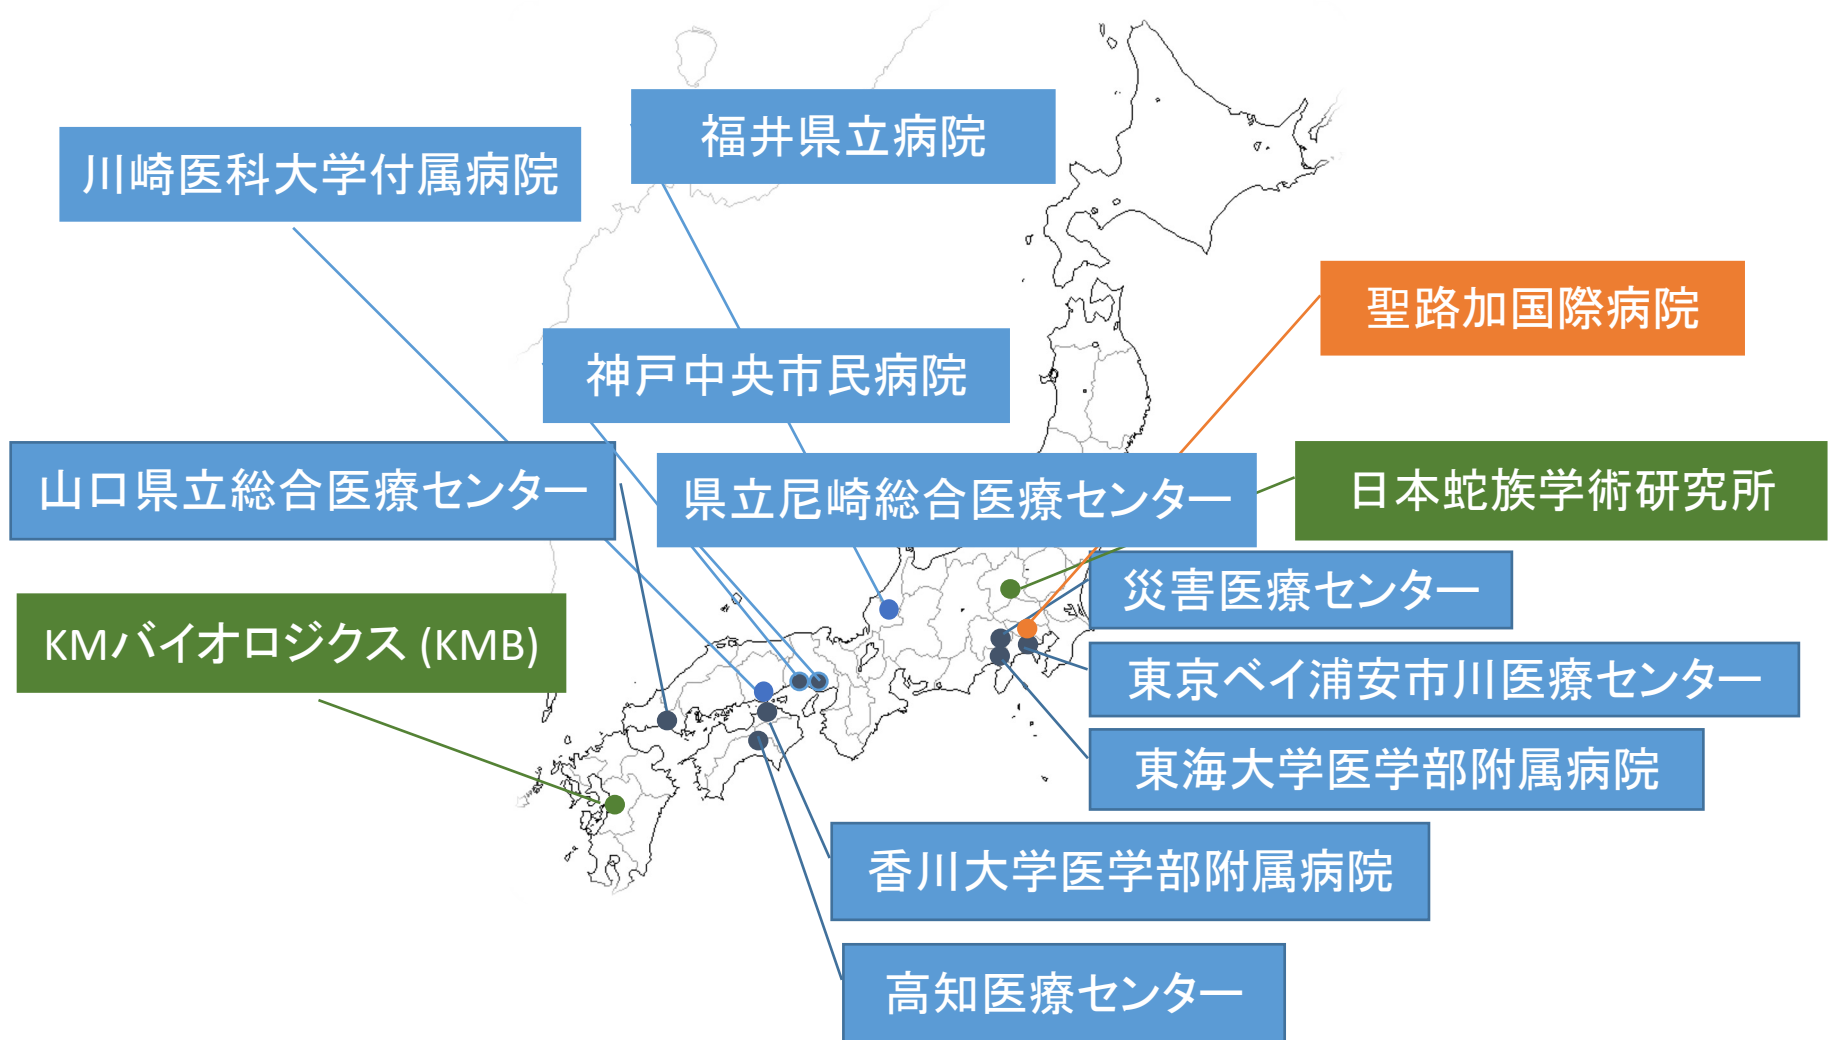 福井県立病院
川崎医科大学付属病院
聖路加国際病院
神戸中央市民病院
山口県立総合医療センター
県立尼崎総合医療センター
日本蛇族学術研究所
災害医療センター
KMバイオロジクス (KMB)
東京ベイ浦安市川医療センター
東海大学医学部附属病院
香川大学医学部附属病院
高知医療センター